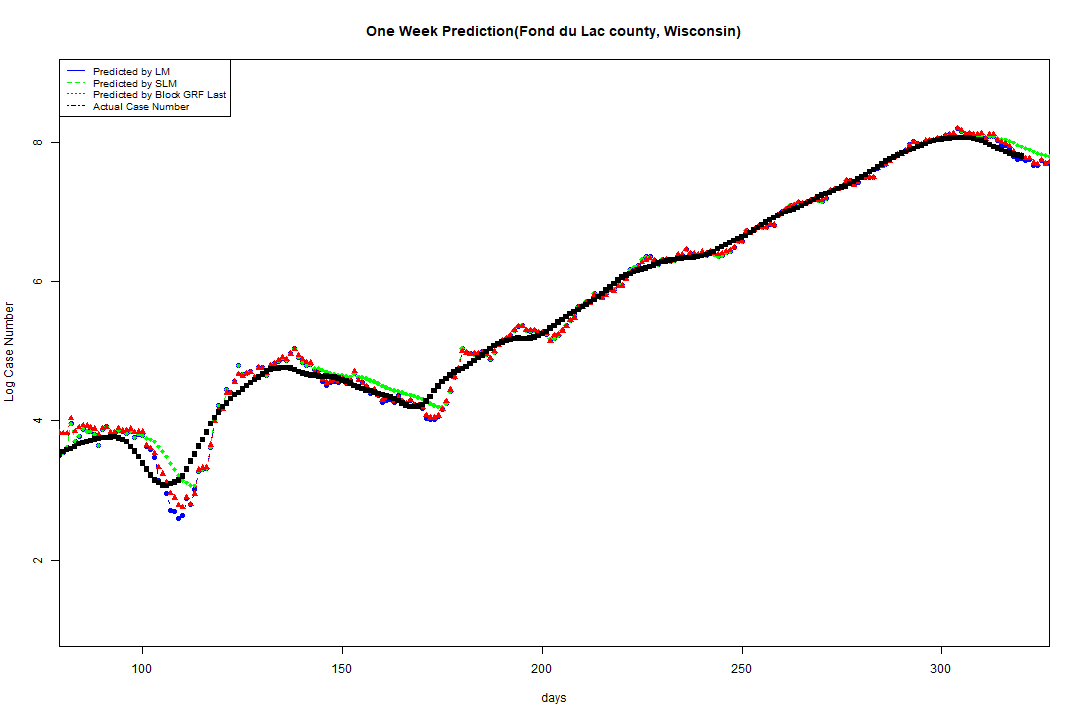 One Week Prediction(Fond du Lac county, Wisconsin)
Predicted by LM
Predicted by SLM
Predicted by Block GRF Last
Actual Case Number
8
6
4
2
Log Case Number
100
150
200
250
300
days